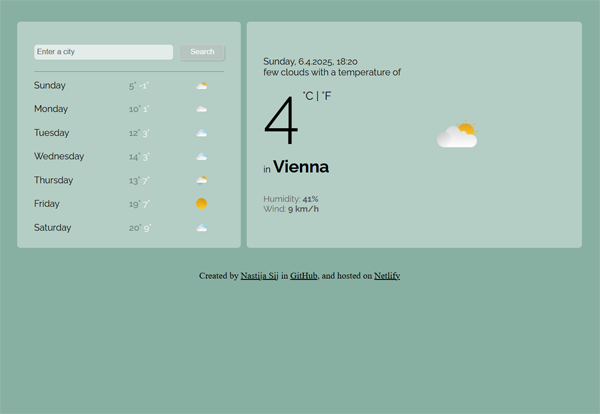 Enter a city Search
Sunday 5° -1°
Monday 10° 1°
Tuesday 12° 3°
Wednesday 14° 3°
Thursday 13° 7°
Friday 19° 7°
Saturday 20° 9°
Sunday, 6.4.2025, 18:20
few clouds with a temperature of
4 °C | °F
in Vienna
Humidity: 41%
Wind: 9 km/h
Created by Nastija Sij in GitHub, and hosted on Netlify